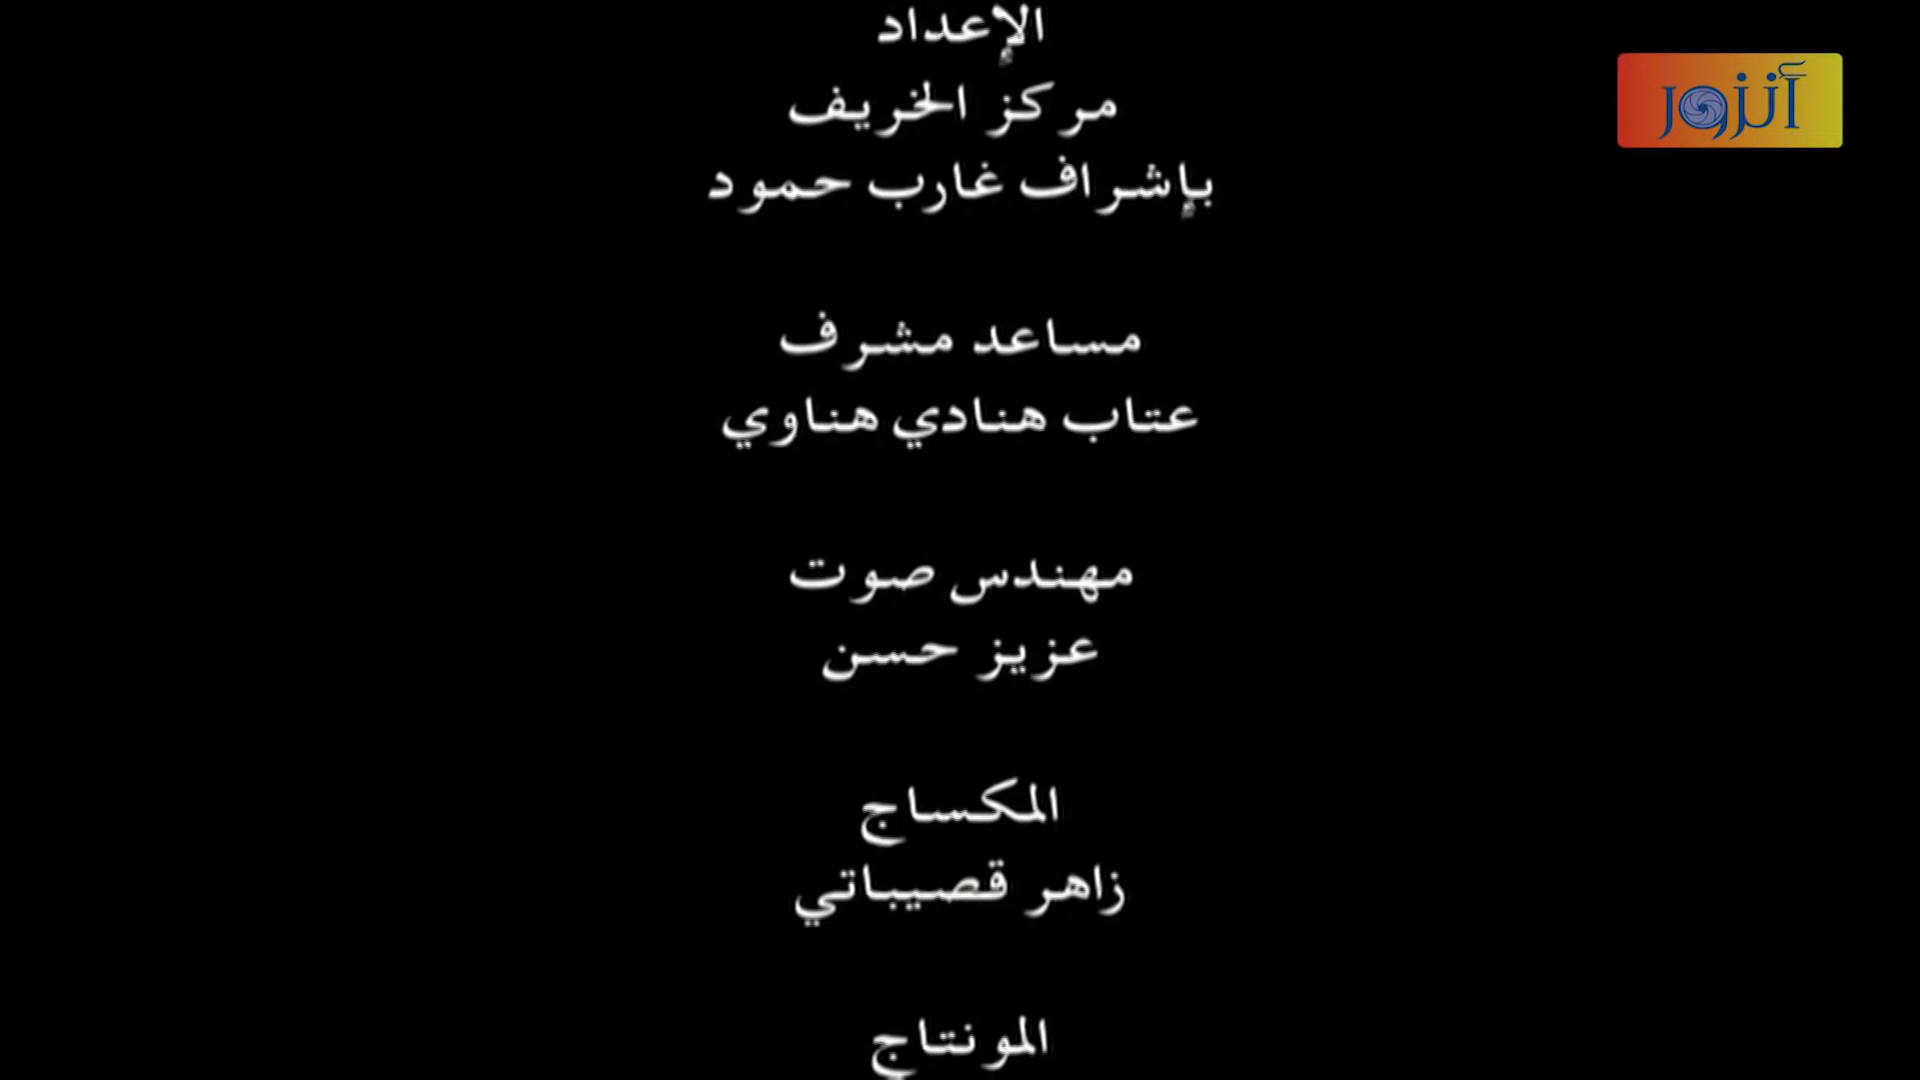 الإعداد
أنزور
مركز الخريف
بإشراف غارب حمود
مساعد مشرف
عتاب هنادي هناوي
مهندس صوت
عزيز حسن
المكساج
زاهر قصيباتي
المونتاج